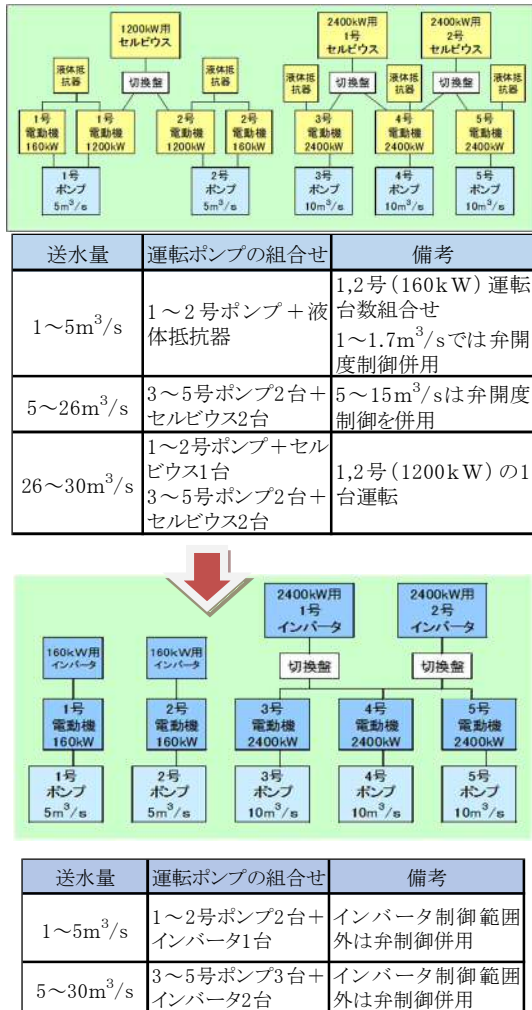 1200kW用
セルビウス
2400kW用
1号
セルビウス
2400kW用
2号
セルビウス
液体抵
抗器
切換盤
液体抵
抗器
液体抵
抗器
切換盤
液体抵
抗器
切換盤
液体抵
抗器
1号
電動機
160kW
1号
電動機
1200kW
2号
電動機
1200kW
2号
電動機
160kW
3号
電動機
2400kW
4号
電動機
2400kW
5号
電動機
2400kW
1号
ポンプ
5m³/s
2号
ポンプ
5m³/s
3号
ポンプ
10m³/s
4号
ポンプ
10m³/s
5号
ポンプ
10m³/s
送水量 運転ポンプの組合せ 備考
1～5m³/s
1～2号ポンプ＋液
体抵抗器
1,2号(160kW)運転
台数組合せ
1～1.7m³/sでは弁開
度制御併用
5～26m³/s
3～5号ポンプ2台＋
セルビウス2台
5～15m³/sは弁開度
制御を併用
26～30m³/s
1～2号ポンプ＋セル
ビウス1台
3～5号ポンプ2台＋
セルビウス2台
1,2号(1200kW)の1
台運転
2400kW用
1号
インバータ
2400kW用
2号
インバータ
160kW用
インバータ
160kW用
インバータ
切換盤
切換盤
1号
電動機
160kW
2号
電動機
160kW
3号
電動機
2400kW
4号
電動機
2400kW
5号
電動機
2400kW
1号
ポンプ
5m³/s
2号
ポンプ
5m³/s
3号
ポンプ
10m³/s
4号
ポンプ
10m³/s
5号
ポンプ
10m³/s
送水量 運転ポンプの組合せ 備考
1～5m³/s
1～2号ポンプ2台＋
インバータ1台
インバータ制御範囲
外は弁制御併用
5～30m³/s
3～5号ポンプ3台＋
インバータ2台
インバータ制御範囲
外は弁制御併用